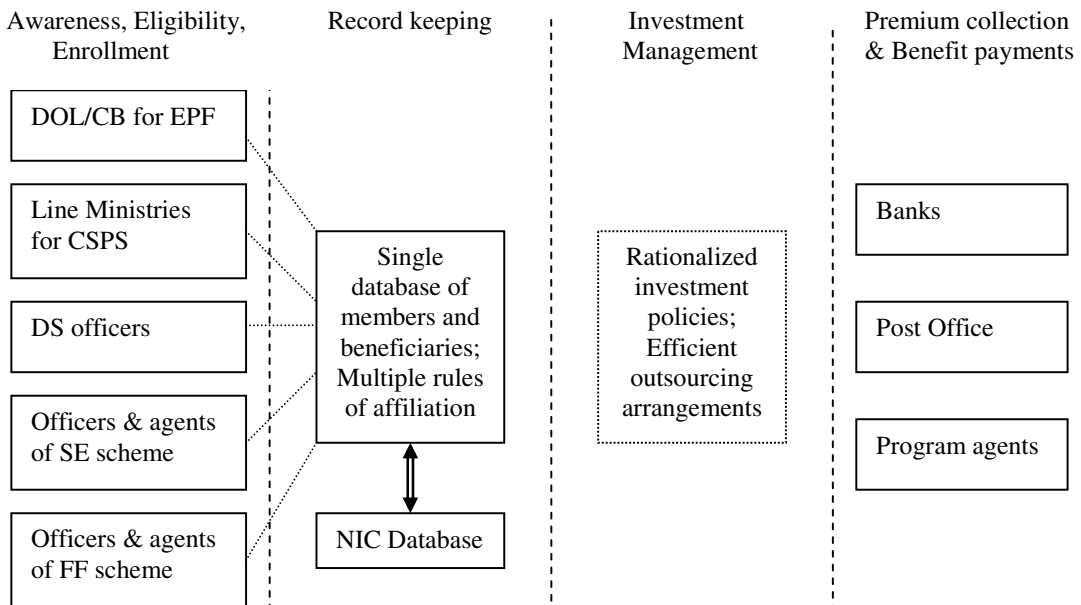 Awareness, Eligibility,
Enrollment
Record keeping
Investment
Management
Premium collection
& Benefit payments
DOL/CB for EPF
Line Ministries
for CSPS
DS officers
Officers & agents
of SE scheme
Officers & agents
of FF scheme
Single
database of
members and
beneficiaries;
Multiple rules
of affiliation
NIC Database
Rationalized
investment
policies;
Efficient
outsourcing
arrangements
Banks
Post Office
Program agents